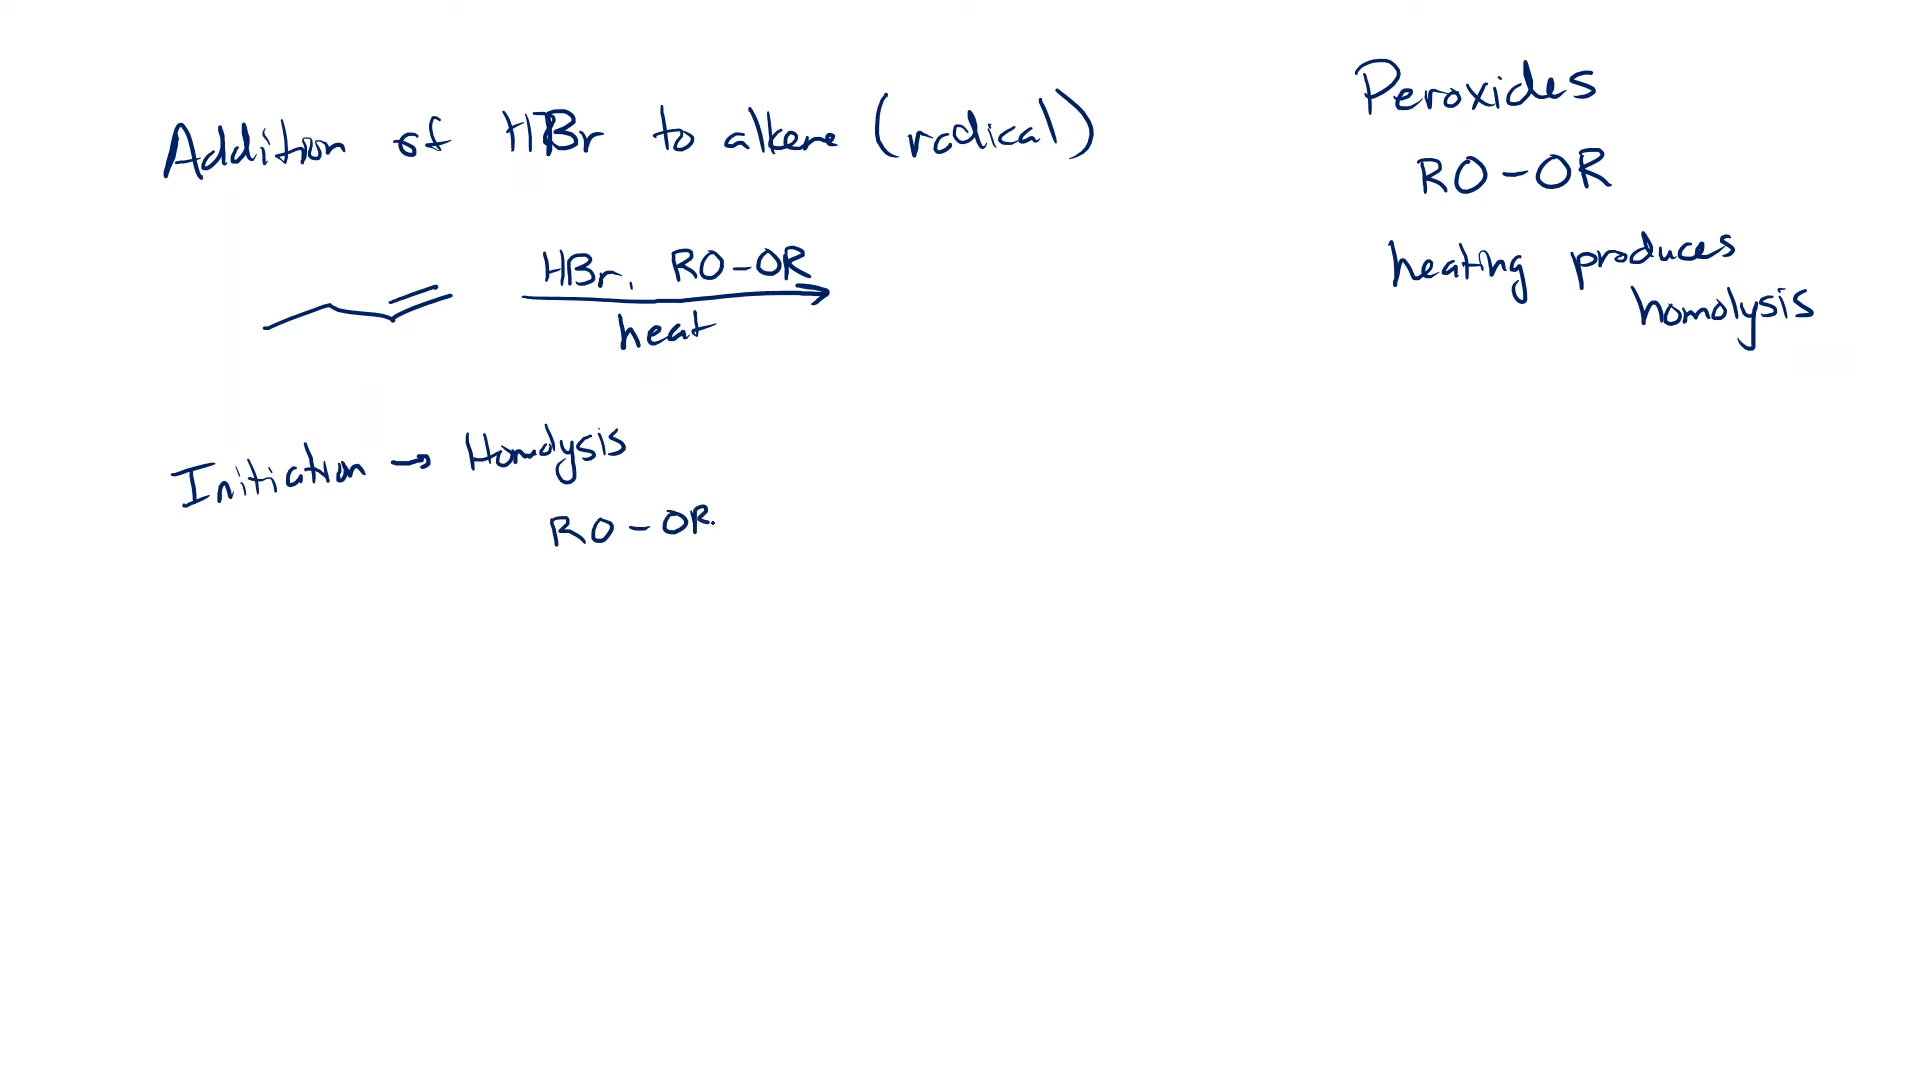 Addition of HBr to alkene (radical)
HBr, RO-OR
heat
Initiation → Homolysis
RO-OR
Peroxides
RO-OR
heating produces
homolysis